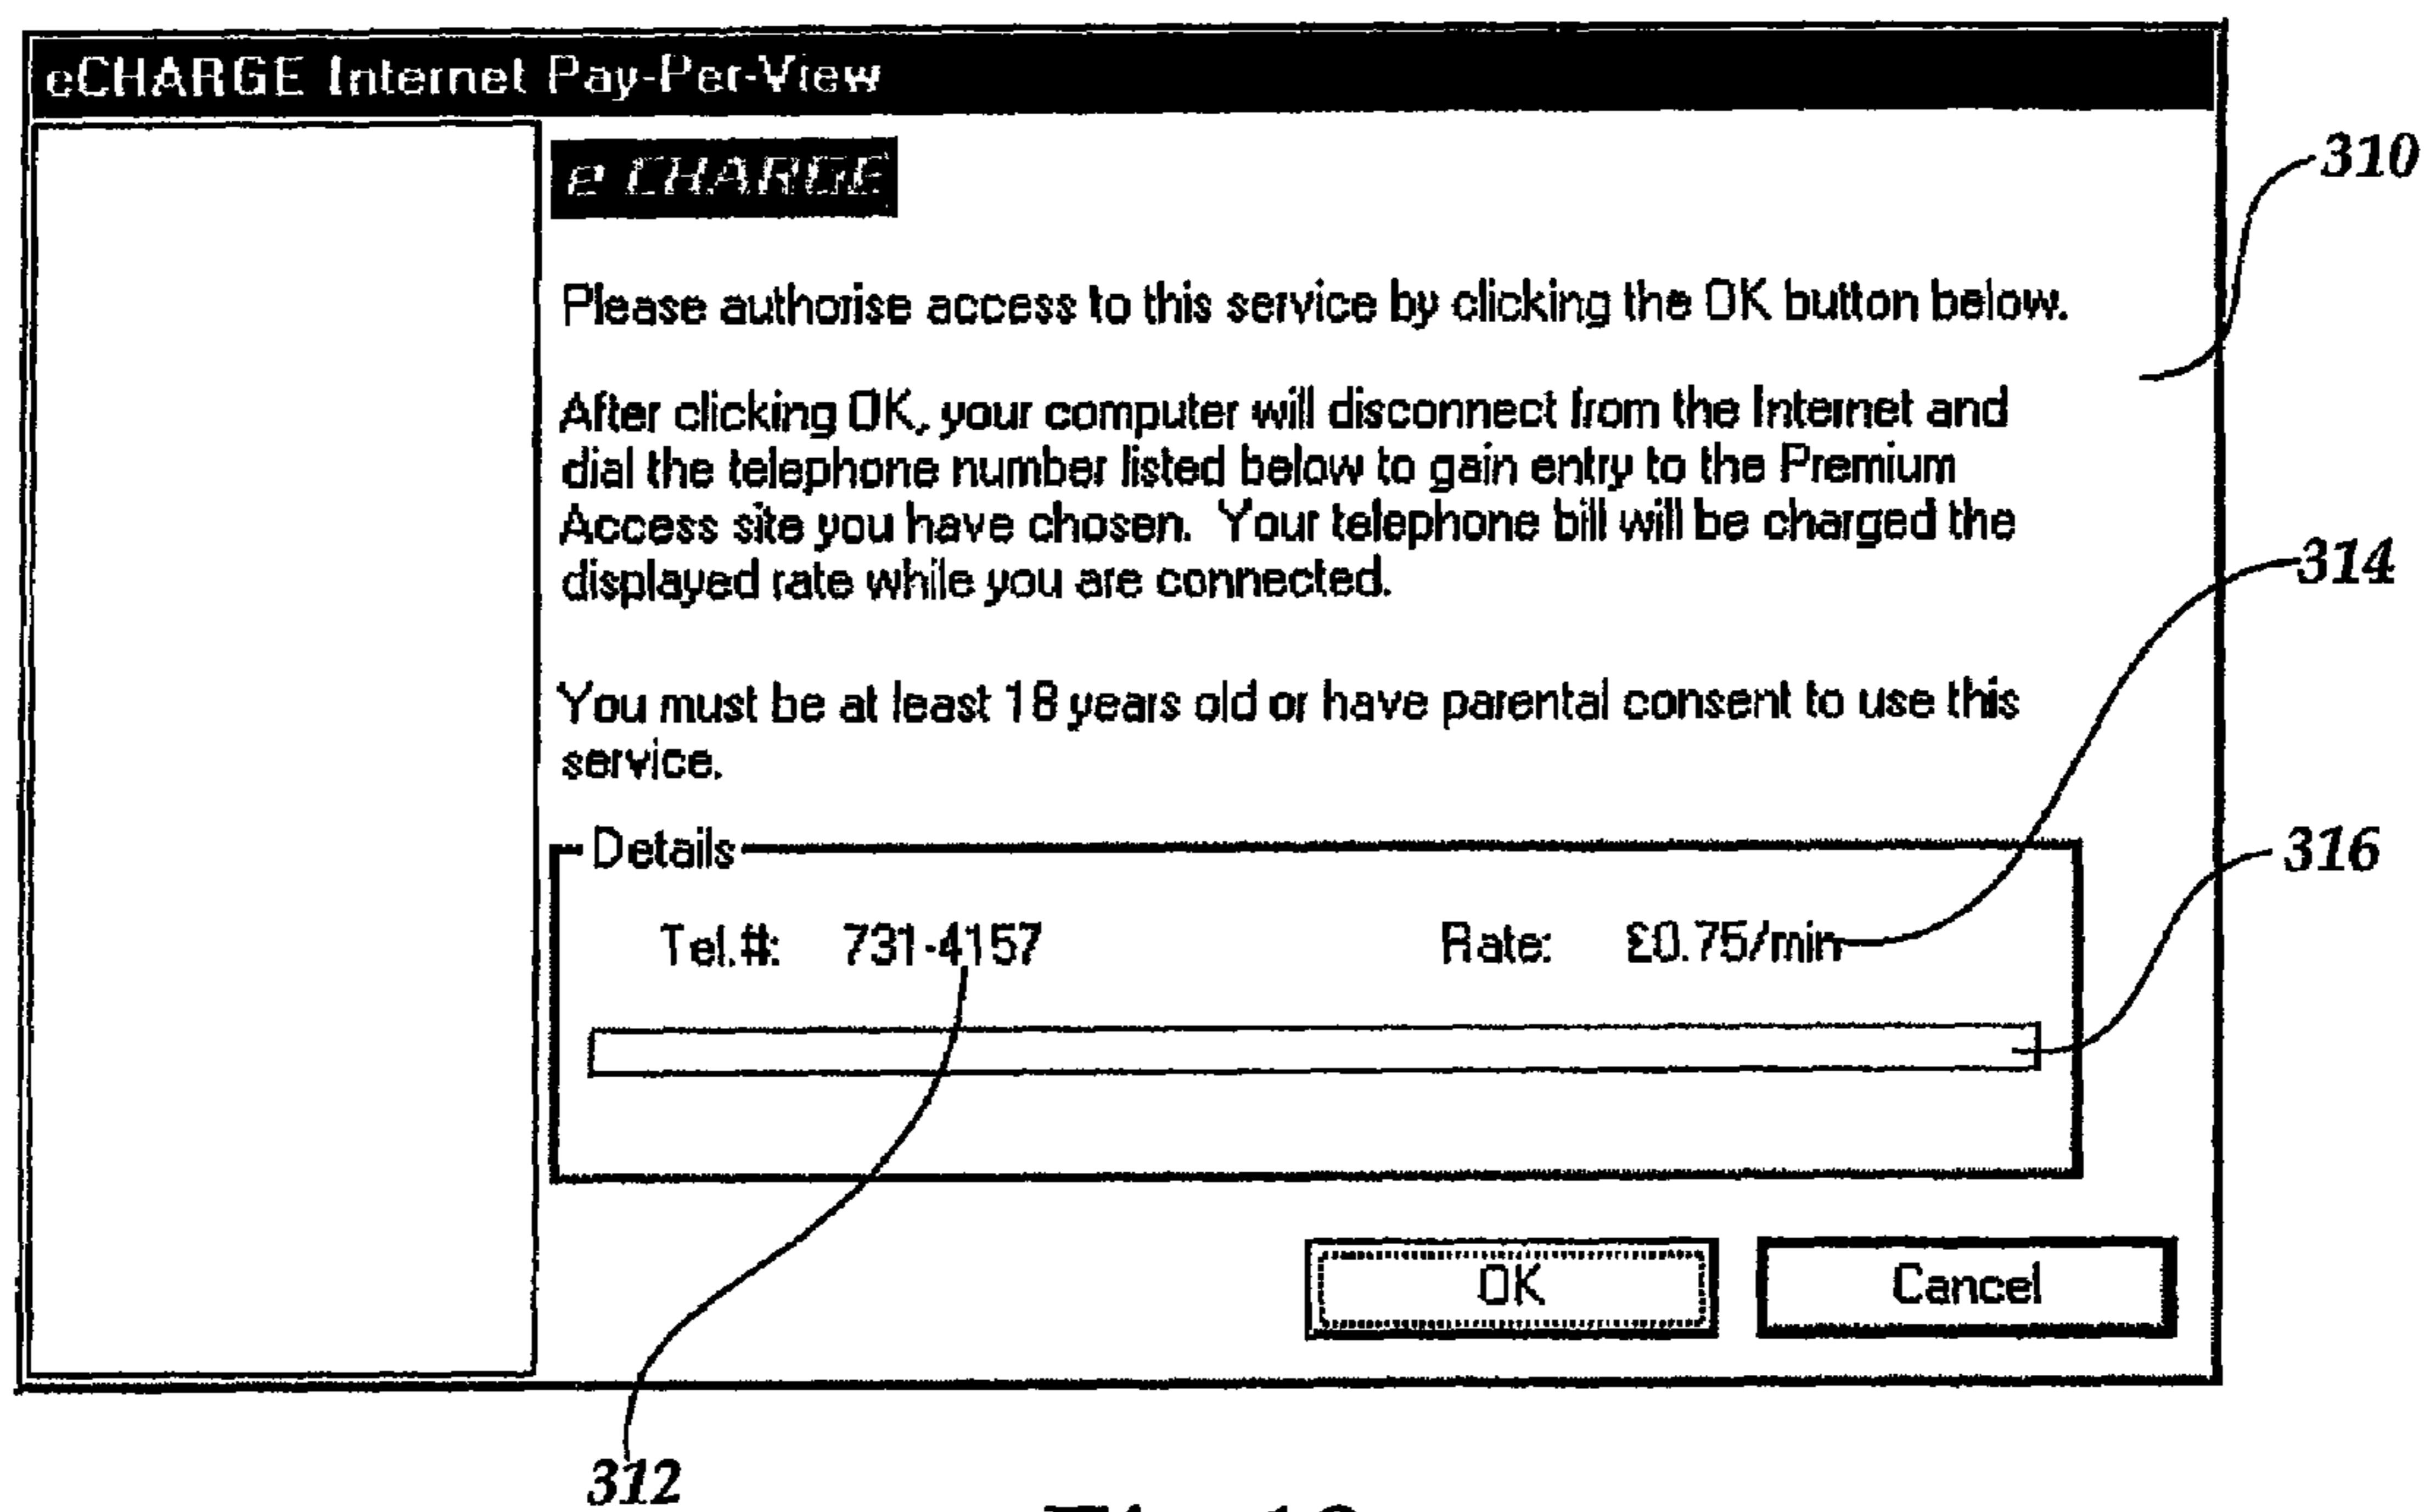 eCHARGE Internet Pay-Per-View
e CHARGE
310
Please authorise access to this service by clicking the OK button below.
After clicking OK, your computer will disconnect from the Internet and
dial the telephone number listed below to gain entry to the Premium
Access site you have chosen. Your telephone bill will be charged the
displayed rate while you are connected.
314
You must be at least 18 years old or have parental consent to use this
service.
Details
316
Tel.#: 731-4157 Rate: £0.75/min
OK Cancel
312